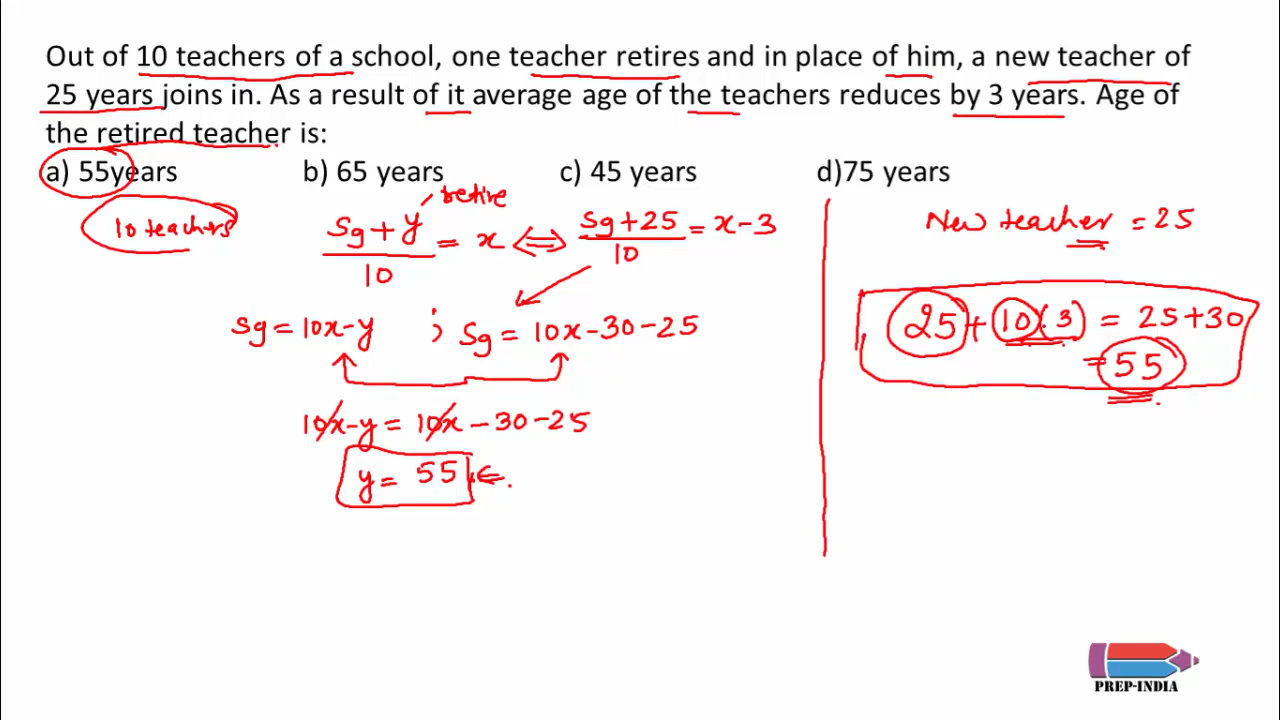 Out of 10 teachers of a school, one teacher retires and in place of him, a new teacher of
25 years joins in. As a result of it average age of the teachers reduces by 3 years. Age of
the retired teacher is:
a) 55years b) 65 years c) 45 years d)75 years
retire
10 teachers
S9+y/10 = x <=> S9+25/10 = x-3
New teacher = 25
S9 = 10x-y ; S9 = 10x-30-25
25+10(3) = 25+30
=55
10x-y = 10x-30-25
y= 55
PREP-INDIA